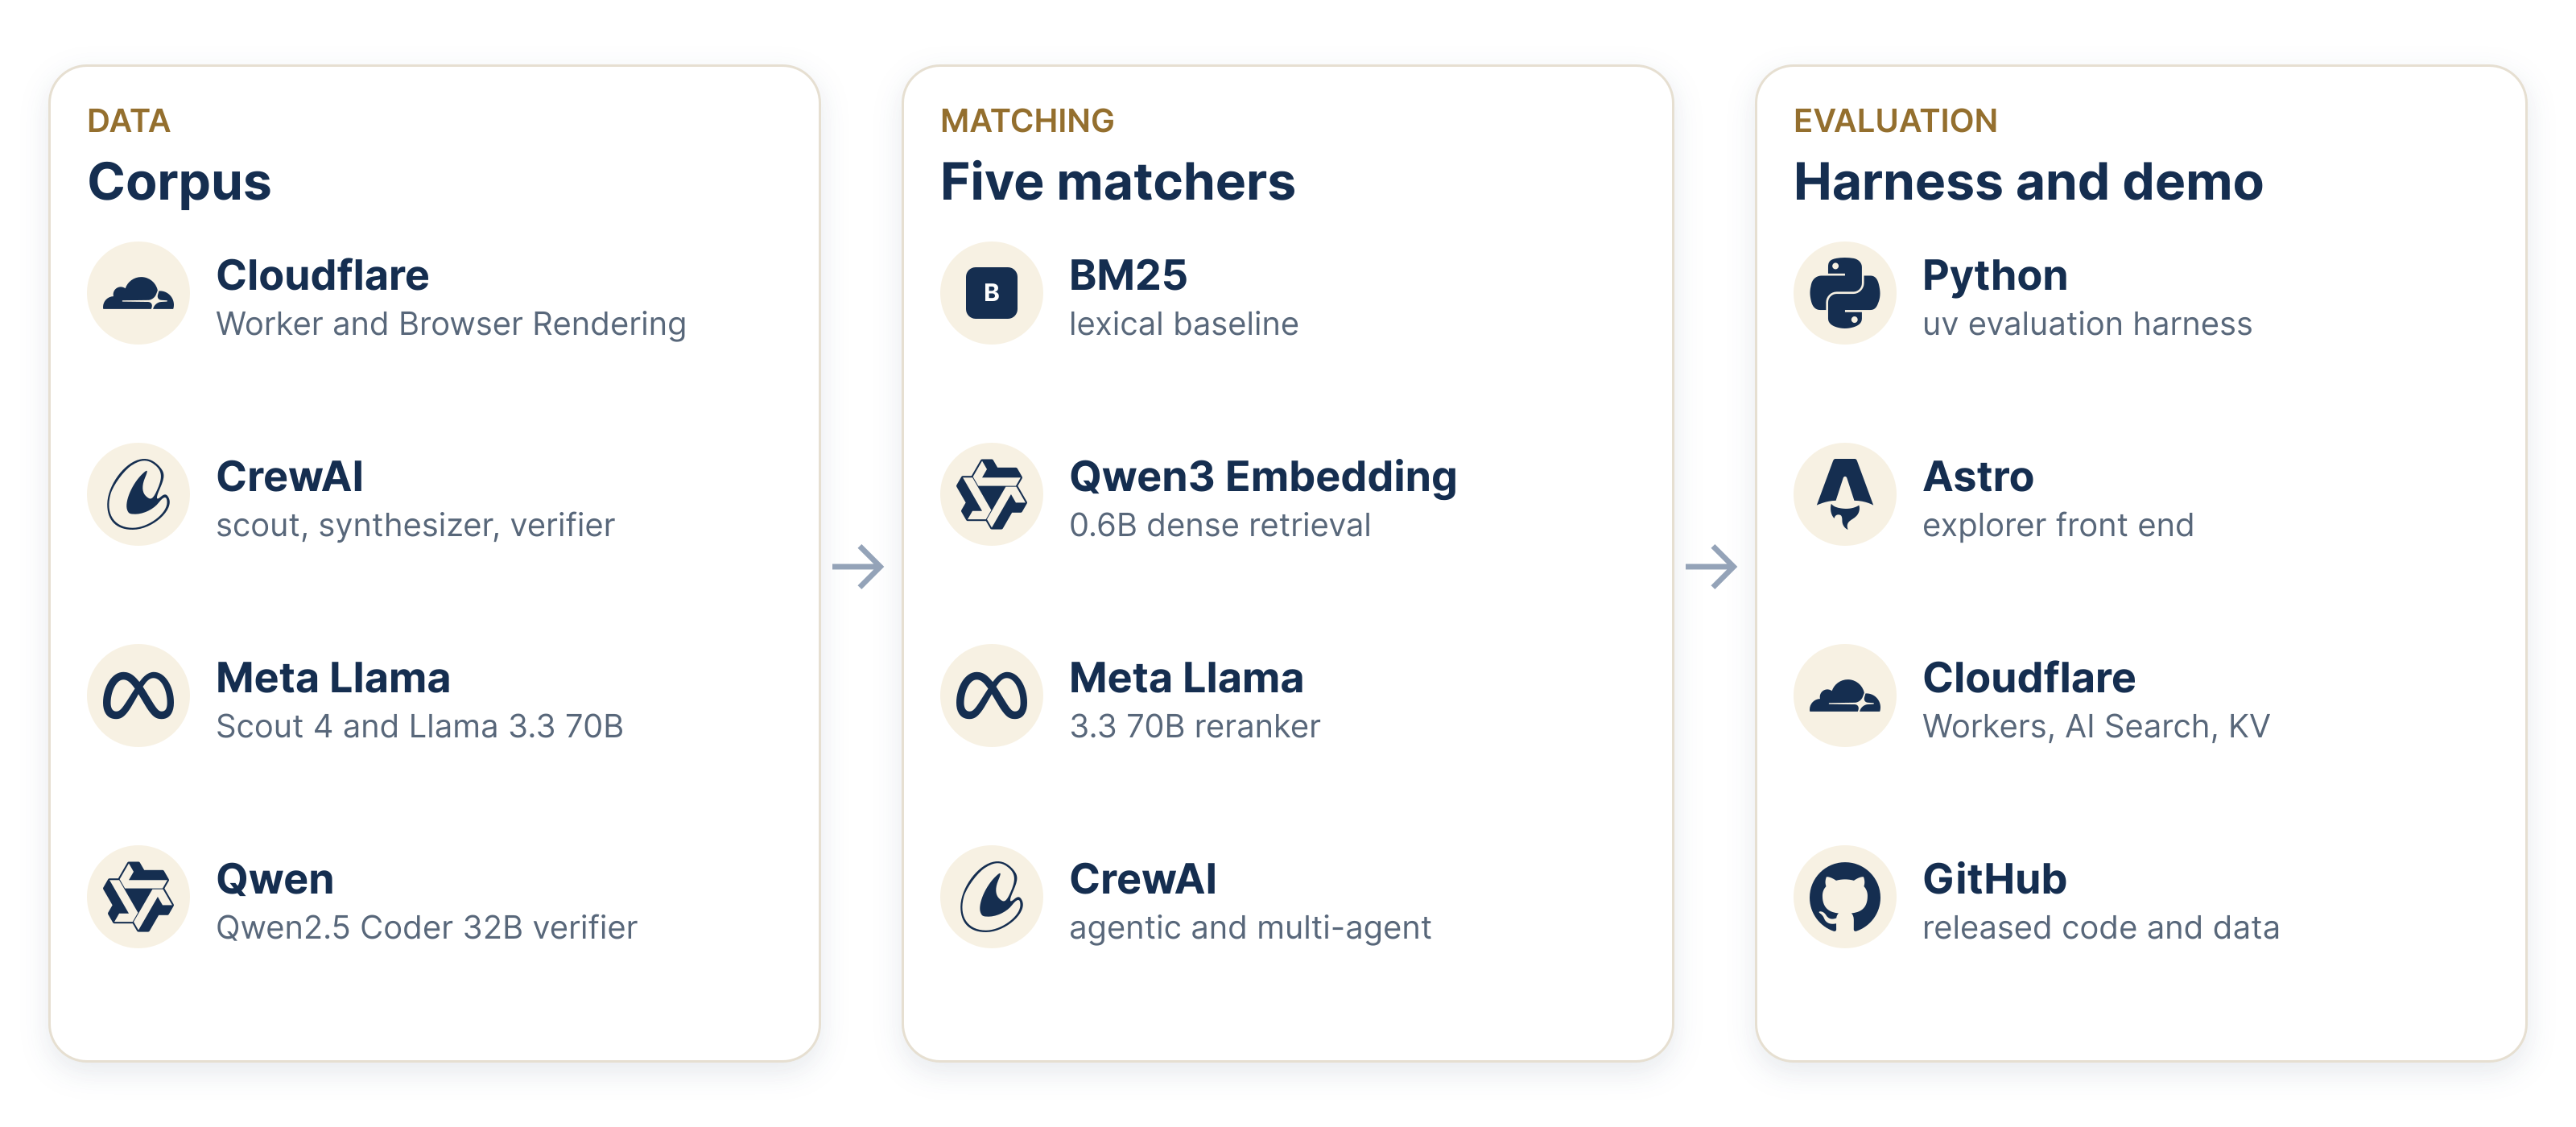 DATA
Corpus
Cloudflare
Worker and Browser Rendering
CrewAI
scout, synthesizer, verifier
Meta Llama
Scout 4 and Llama 3.3 70B
Qwen
Qwen2.5 Coder 32B verifier
MATCHING
Five matchers
B
BM25
lexical baseline
Qwen3 Embedding
0.6B dense retrieval
Meta Llama
3.3 70B reranker
CrewAI
agentic and multi-agent
EVALUATION
Harness and demo
Python
uv evaluation harness
Astro
explorer front end
Cloudflare
Workers, AI Search, KV
GitHub
released code and data